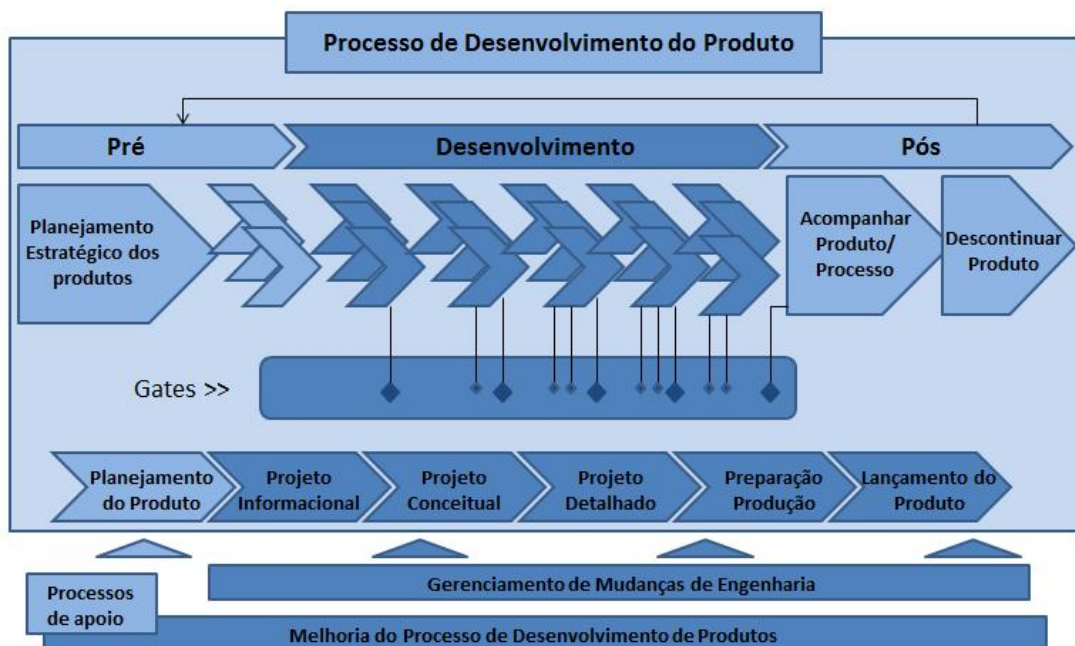 Processo de Desenvolvimento do Produto
Pré
Desenvolvimento
Pós
Planejamento
Estratégico dos
produtos
Acompanhar
Produto/
Processo
Descontinuar
Produto
Gates >>
Planejamento
do Produto
Projeto
Informacional
Projeto
Conceitual
Projeto
Detalhado
Preparação
Produção
Lançamento do
Produto
Processos
de apoio
Gerenciamento de Mudanças de Engenharia
Melhoria do Processo de Desenvolvimento de Produtos